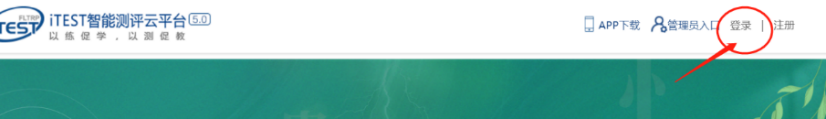 FLTRP
iTEST
iTEST智能测评云平台 5.0
以练促学，以测促教
APP下载 管理员入口 登录 | 注册